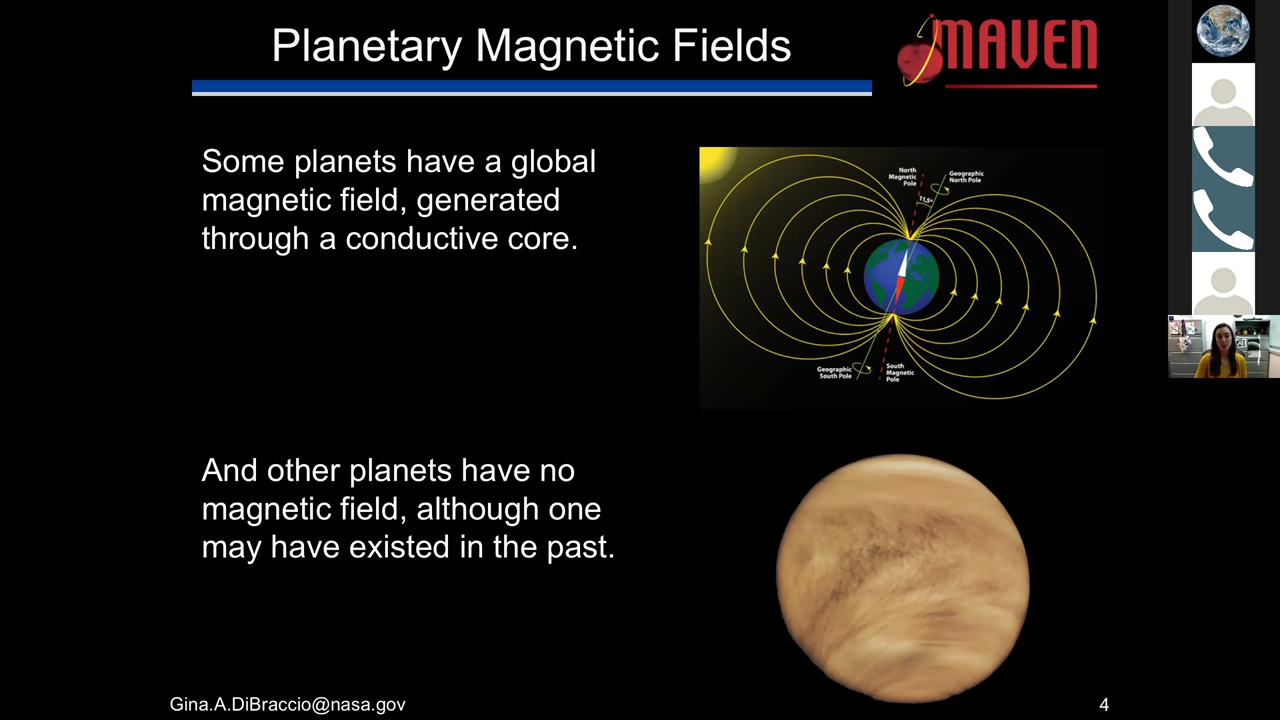 Planetary Magnetic Fields
MAVEN
Some planets have a global
magnetic field, generated
through a conductive core.
North
Magnetic
Pole
Geographic
North Pole
11.5°
Geographic
South Pole
South
Magnetic
Pole
And other planets have no
magnetic field, although one
may have existed in the past.
Gina.A.DiBraccio@nasa.gov
4